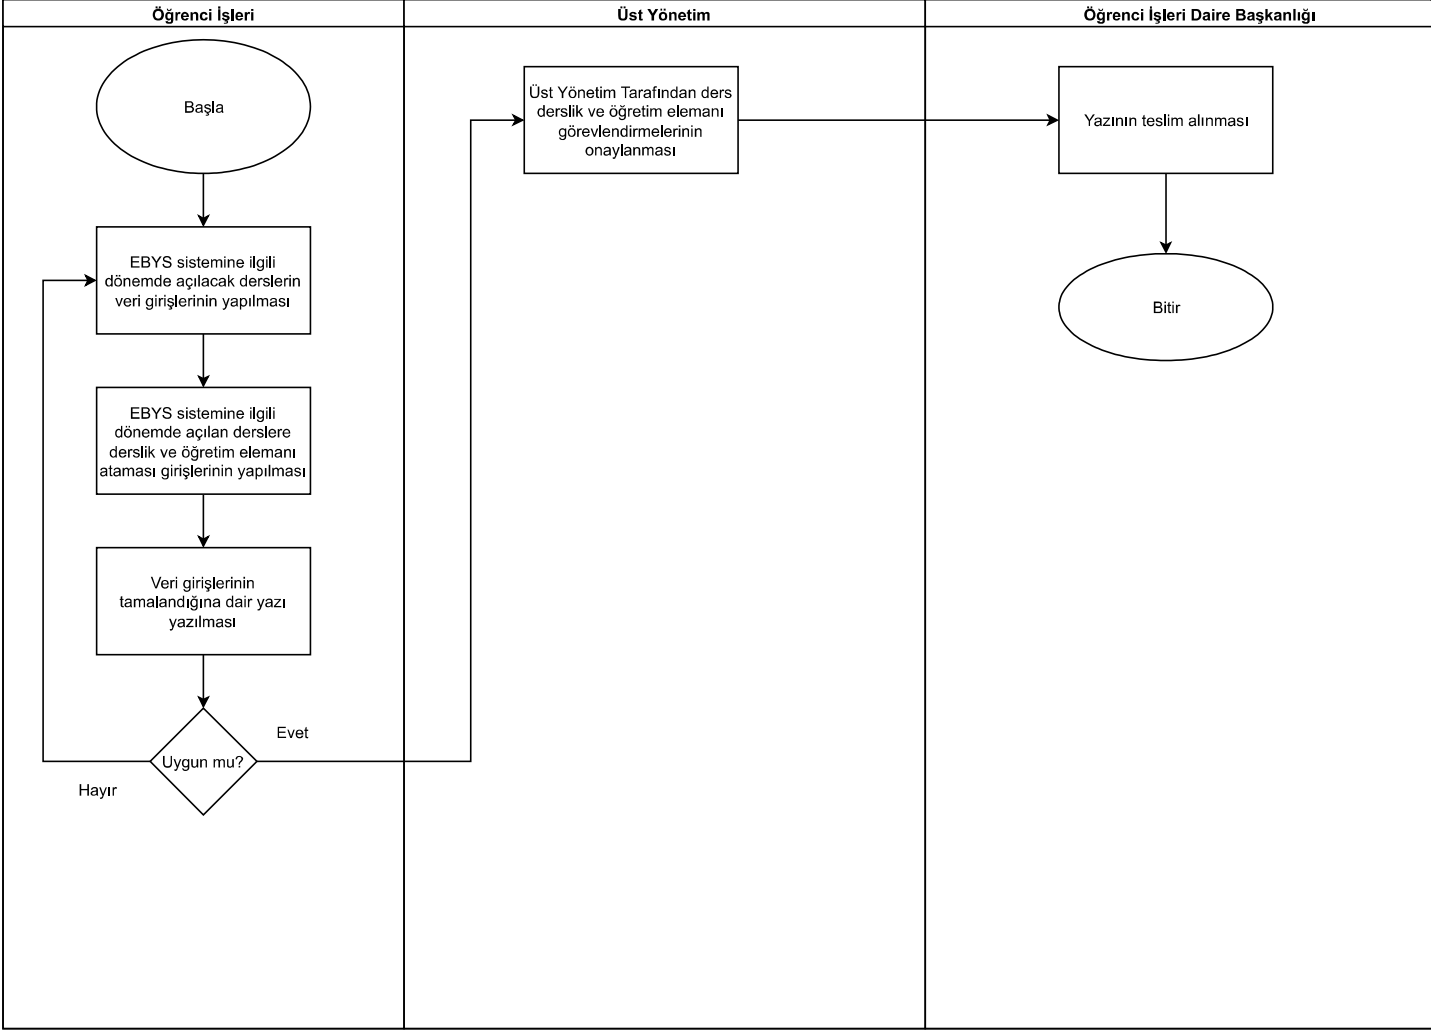 Öğrenci İşleri
Üst Yönetim
Öğrenci İşleri Daire Başkanlığı
Başla
EBYS sistemine ilgili
dönemde açılacak derslerin
veri girişlerinin yapılması
EBYS sistemine ilgili
dönemde açılan derslere
derslik ve öğretim elemanı
ataması girişlerinin yapılması
Veri girişlerinin
tamalandığına dair yazı
yazılması
Uygun mu?
Evet
Hayır
Üst Yönetim Tarafından ders
derslik ve öğretim elemanı
görevlendirmelerinin
onaylanması
Yazının teslim alınması
Bitir